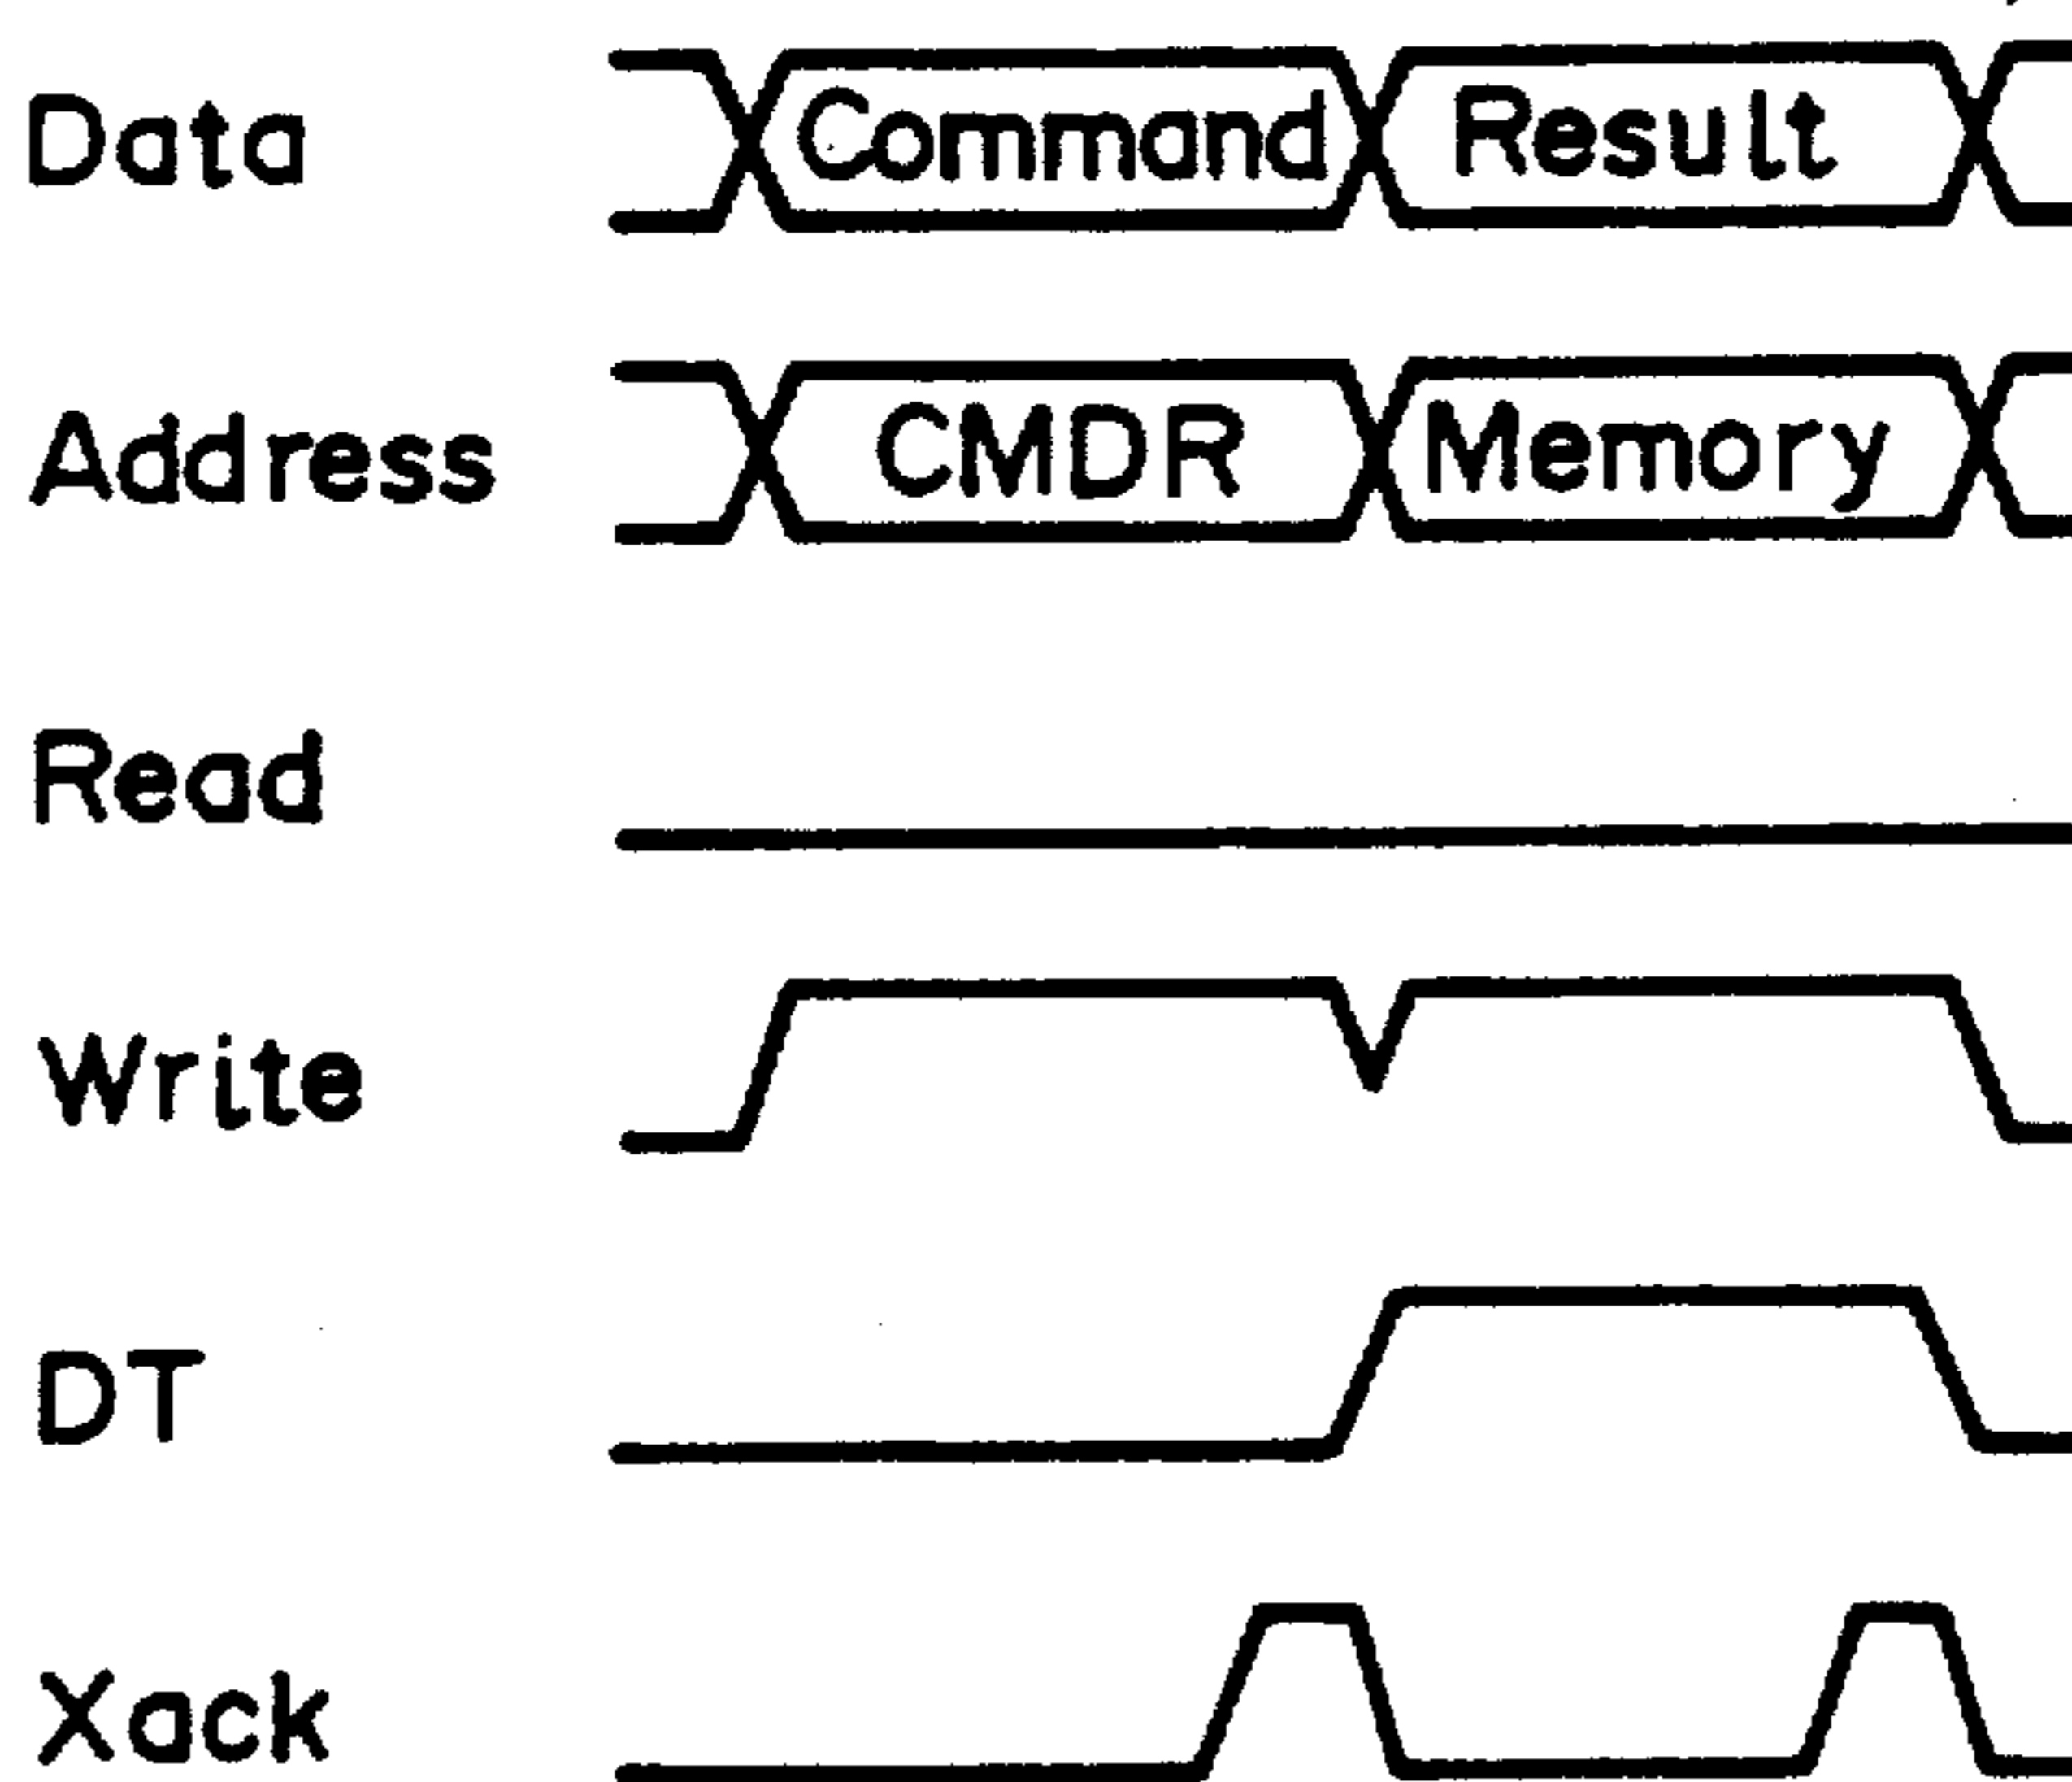 Data Command Result
Address CMDR Memory
Read
Write
DT
Xack